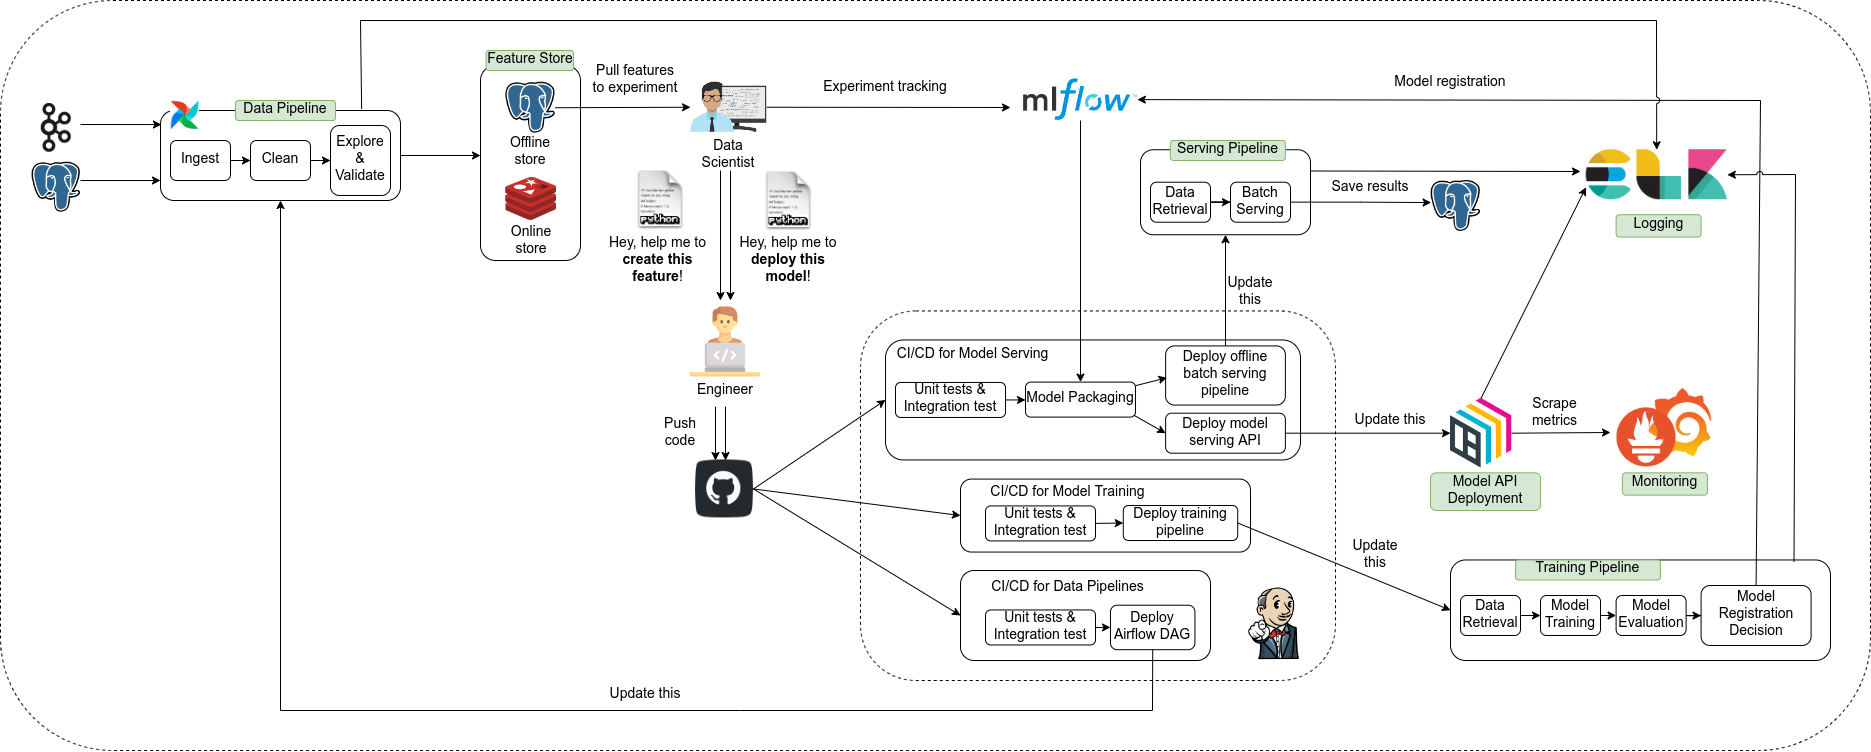 Data Pipeline
Ingest
Clean
Explore
&
Validate
Feature Store
Offline
store
Online
store
Pull features
to experiment
Data
Scientist
Experiment tracking
mlflow
Model registration
python
python
Hey, help me to
create this
feature!
Hey, help me to
deploy this
model!
Engineer
Push
code
Serving Pipeline
Data
Retrieval
Batch
Serving
Save results
ELK
Logging
Update
this
CI/CD for Model Serving
Unit tests &
Integration test
Model Packaging
Deploy offline
batch serving
pipeline
Deploy model
serving API
Update this
Model API
Deployment
Scrape
metrics
Monitoring
CI/CD for Model Training
Unit tests &
Integration test
Deploy training
pipeline
Update
this
CI/CD for Data Pipelines
Unit tests &
Integration test
Deploy
Airflow DAG
Training Pipeline
Data
Retrieval
Model
Training
Model
Evaluation
Model
Registration
Decision
Update this